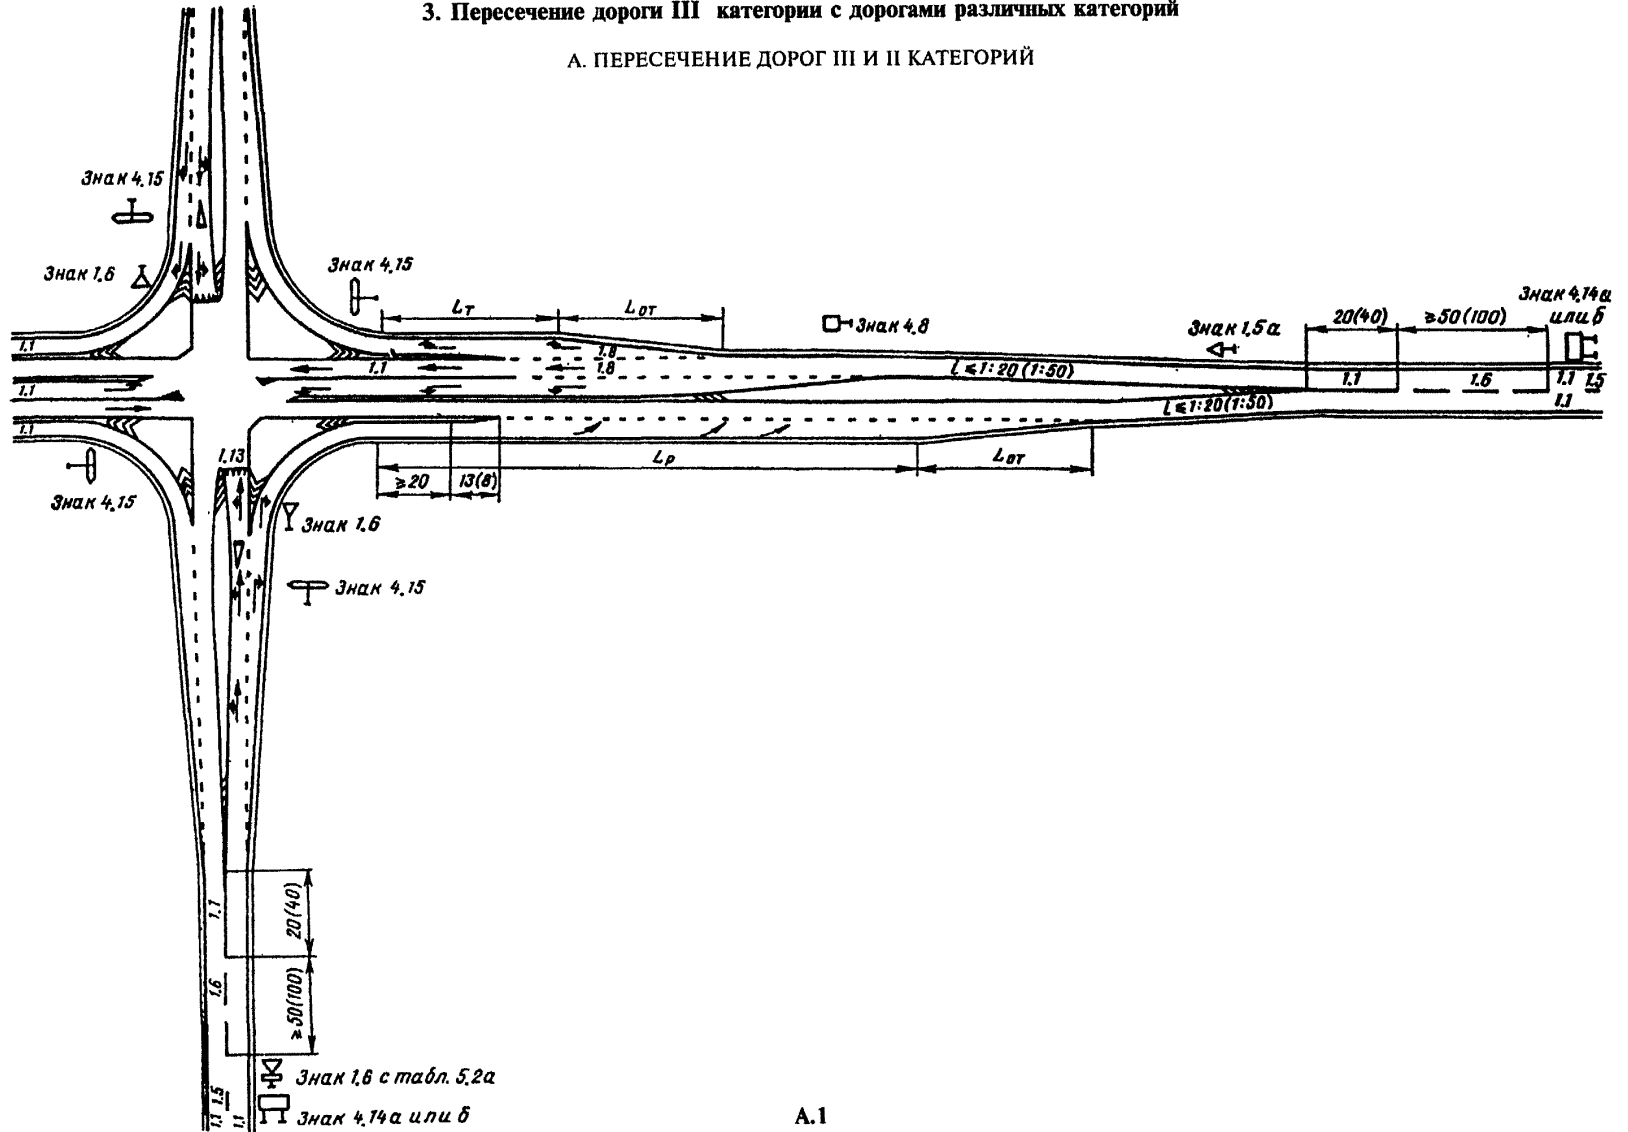 3. Пересечение дороги III категории с дорогами различных категорий
А. ПЕРЕСЕЧЕНИЕ ДОРОГ III И II КАТЕГОРИЙ
Знак 4.15
Знак 1.6
Знак 4.15
Lт
Lот
Знак 4.8
Знак 1.5а
20(40)
≥50(100)
Знак 4.14а
или б
1.1
1.8
1.1
1.8
l ≤ 1:20 (1:50)
1.1
1.6
1.1
1.5
1.1
l ≤ 1:20 (1:50)
1.1
1.1
1.13
Знак 4.15
Lр
Lот
≥20
13(8)
Знак 1.6
Знак 4.15
1.1
20(40)
1.6
≥50(100)
Знак 1.6 с табл. 5.2а
1.5
1.1
1.1
Знак 4.14а или б
А.1